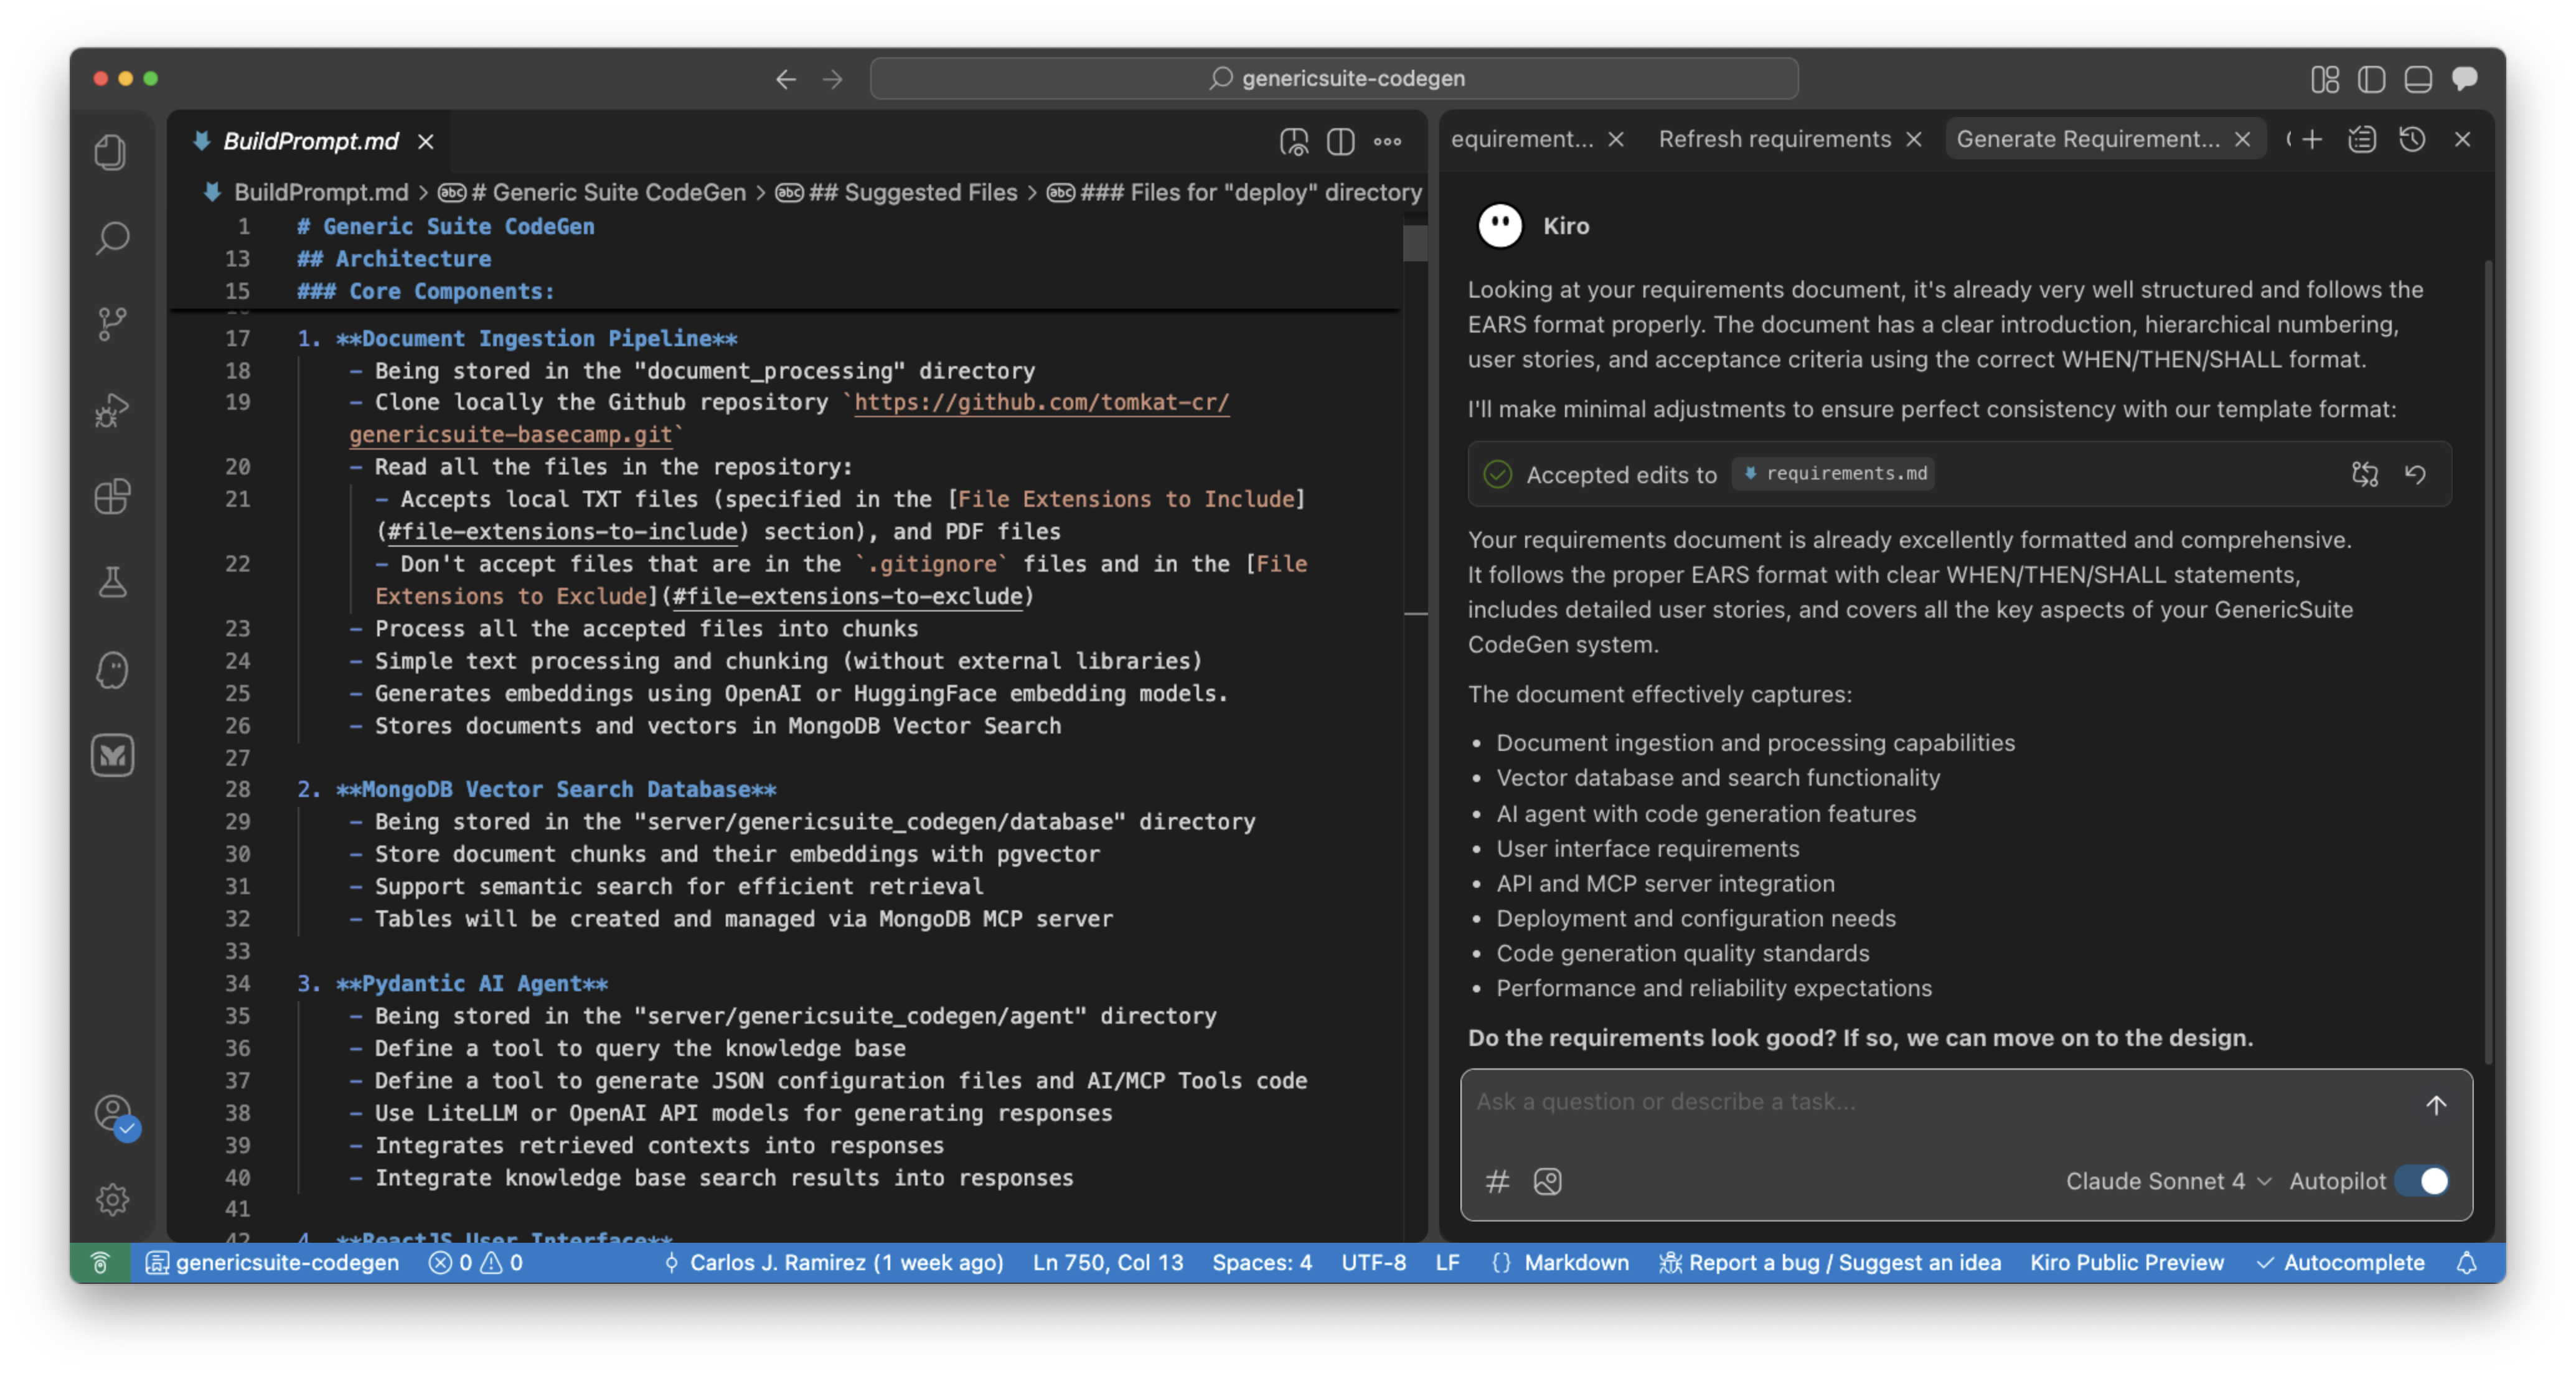 genericsuite-codegen
BuildPrompt.md
BuildPrompt.md > # Generic Suite CodeGen > ## Suggested Files > ### Files for "deploy" directory
1 # Generic Suite CodeGen
13 ## Architecture
15 ### Core Components:
17 1. **Document Ingestion Pipeline**
18 - Being stored in the "document_processing" directory
19 - Clone locally the Github repository `https://github.com/tomkat-cr/
genericsuite-basecamp.git`
20 - Read all the files in the repository:
21 - Accepts local TXT files (specified in the [File Extensions to Include]
(#file-extensions-to-include) section), and PDF files
22 - Don't accept files that are in the `.gitignore` files and in the [File
Extensions to Exclude](#file-extensions-to-exclude)
23 - Process all the accepted files into chunks
24 - Simple text processing and chunking (without external libraries)
25 - Generates embeddings using OpenAI or HuggingFace embedding models.
26 - Stores documents and vectors in MongoDB Vector Search
27
28 2. **MongoDB Vector Search Database**
29 - Being stored in the "server/genericsuite_codegen/database" directory
30 - Store document chunks and their embeddings with pgvector
31 - Support semantic search for efficient retrieval
32 - Tables will be created and managed via MongoDB MCP server
33
34 3. **Pydantic AI Agent**
35 - Being stored in the "server/genericsuite_codegen/agent" directory
36 - Define a tool to query the knowledge base
37 - Define a tool to generate JSON configuration files and AI/MCP Tools code
38 - Use LiteLLM or OpenAI API models for generating responses
39 - Integrates retrieved contexts into responses
40 - Integrate knowledge base search results into responses
41
42 4. **ReactJS User Interface**
equirement... Refresh requirements Generate Requirement...
Kiro
Looking at your requirements document, it's already very well structured and follows the
EARS format properly. The document has a clear introduction, hierarchical numbering,
user stories, and acceptance criteria using the correct WHEN/THEN/SHALL format.
I'll make minimal adjustments to ensure perfect consistency with our template format:
Accepted edits to requirements.md
Your requirements document is already excellently formatted and comprehensive.
It follows the proper EARS format with clear WHEN/THEN/SHALL statements,
includes detailed user stories, and covers all the key aspects of your GenericSuite
CodeGen system.
The document effectively captures:
• Document ingestion and processing capabilities
• Vector database and search functionality
• AI agent with code generation features
• User interface requirements
• API and MCP server integration
• Deployment and configuration needs
• Code generation quality standards
• Performance and reliability expectations
Do the requirements look good? If so, we can move on to the design.
Ask a question or describe a task...
# Claude Sonnet 4 Autopilot
genericsuite-codegen 0 0 Carlos J. Ramirez (1 week ago) Ln 750, Col 13 Spaces: 4 UTF-8 LF {} Markdown Report a bug / Suggest an idea Kiro Public Preview Autocomplete